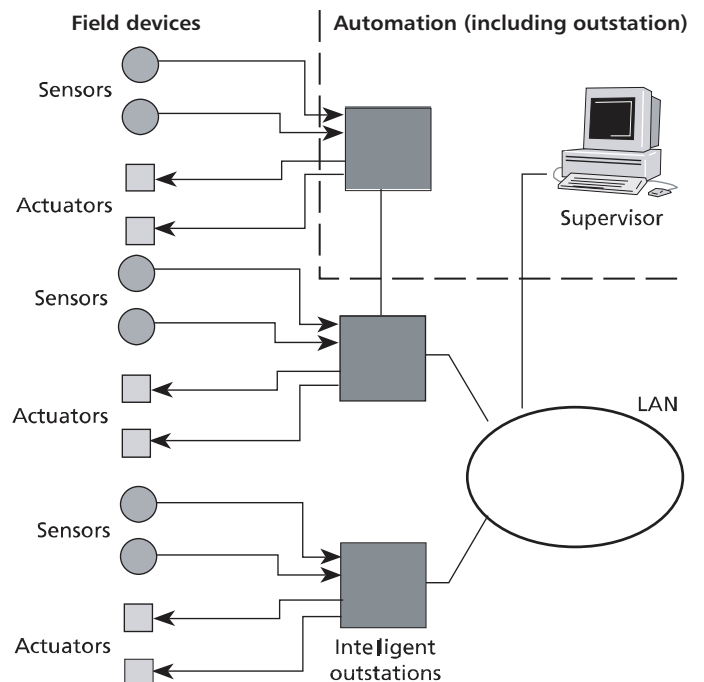 Field devices
Automation (including outstation)
Sensors
Actuators
Supervisor
Sensors
Actuators
LAN
Sensors
Actuators
Intelligent
outstations